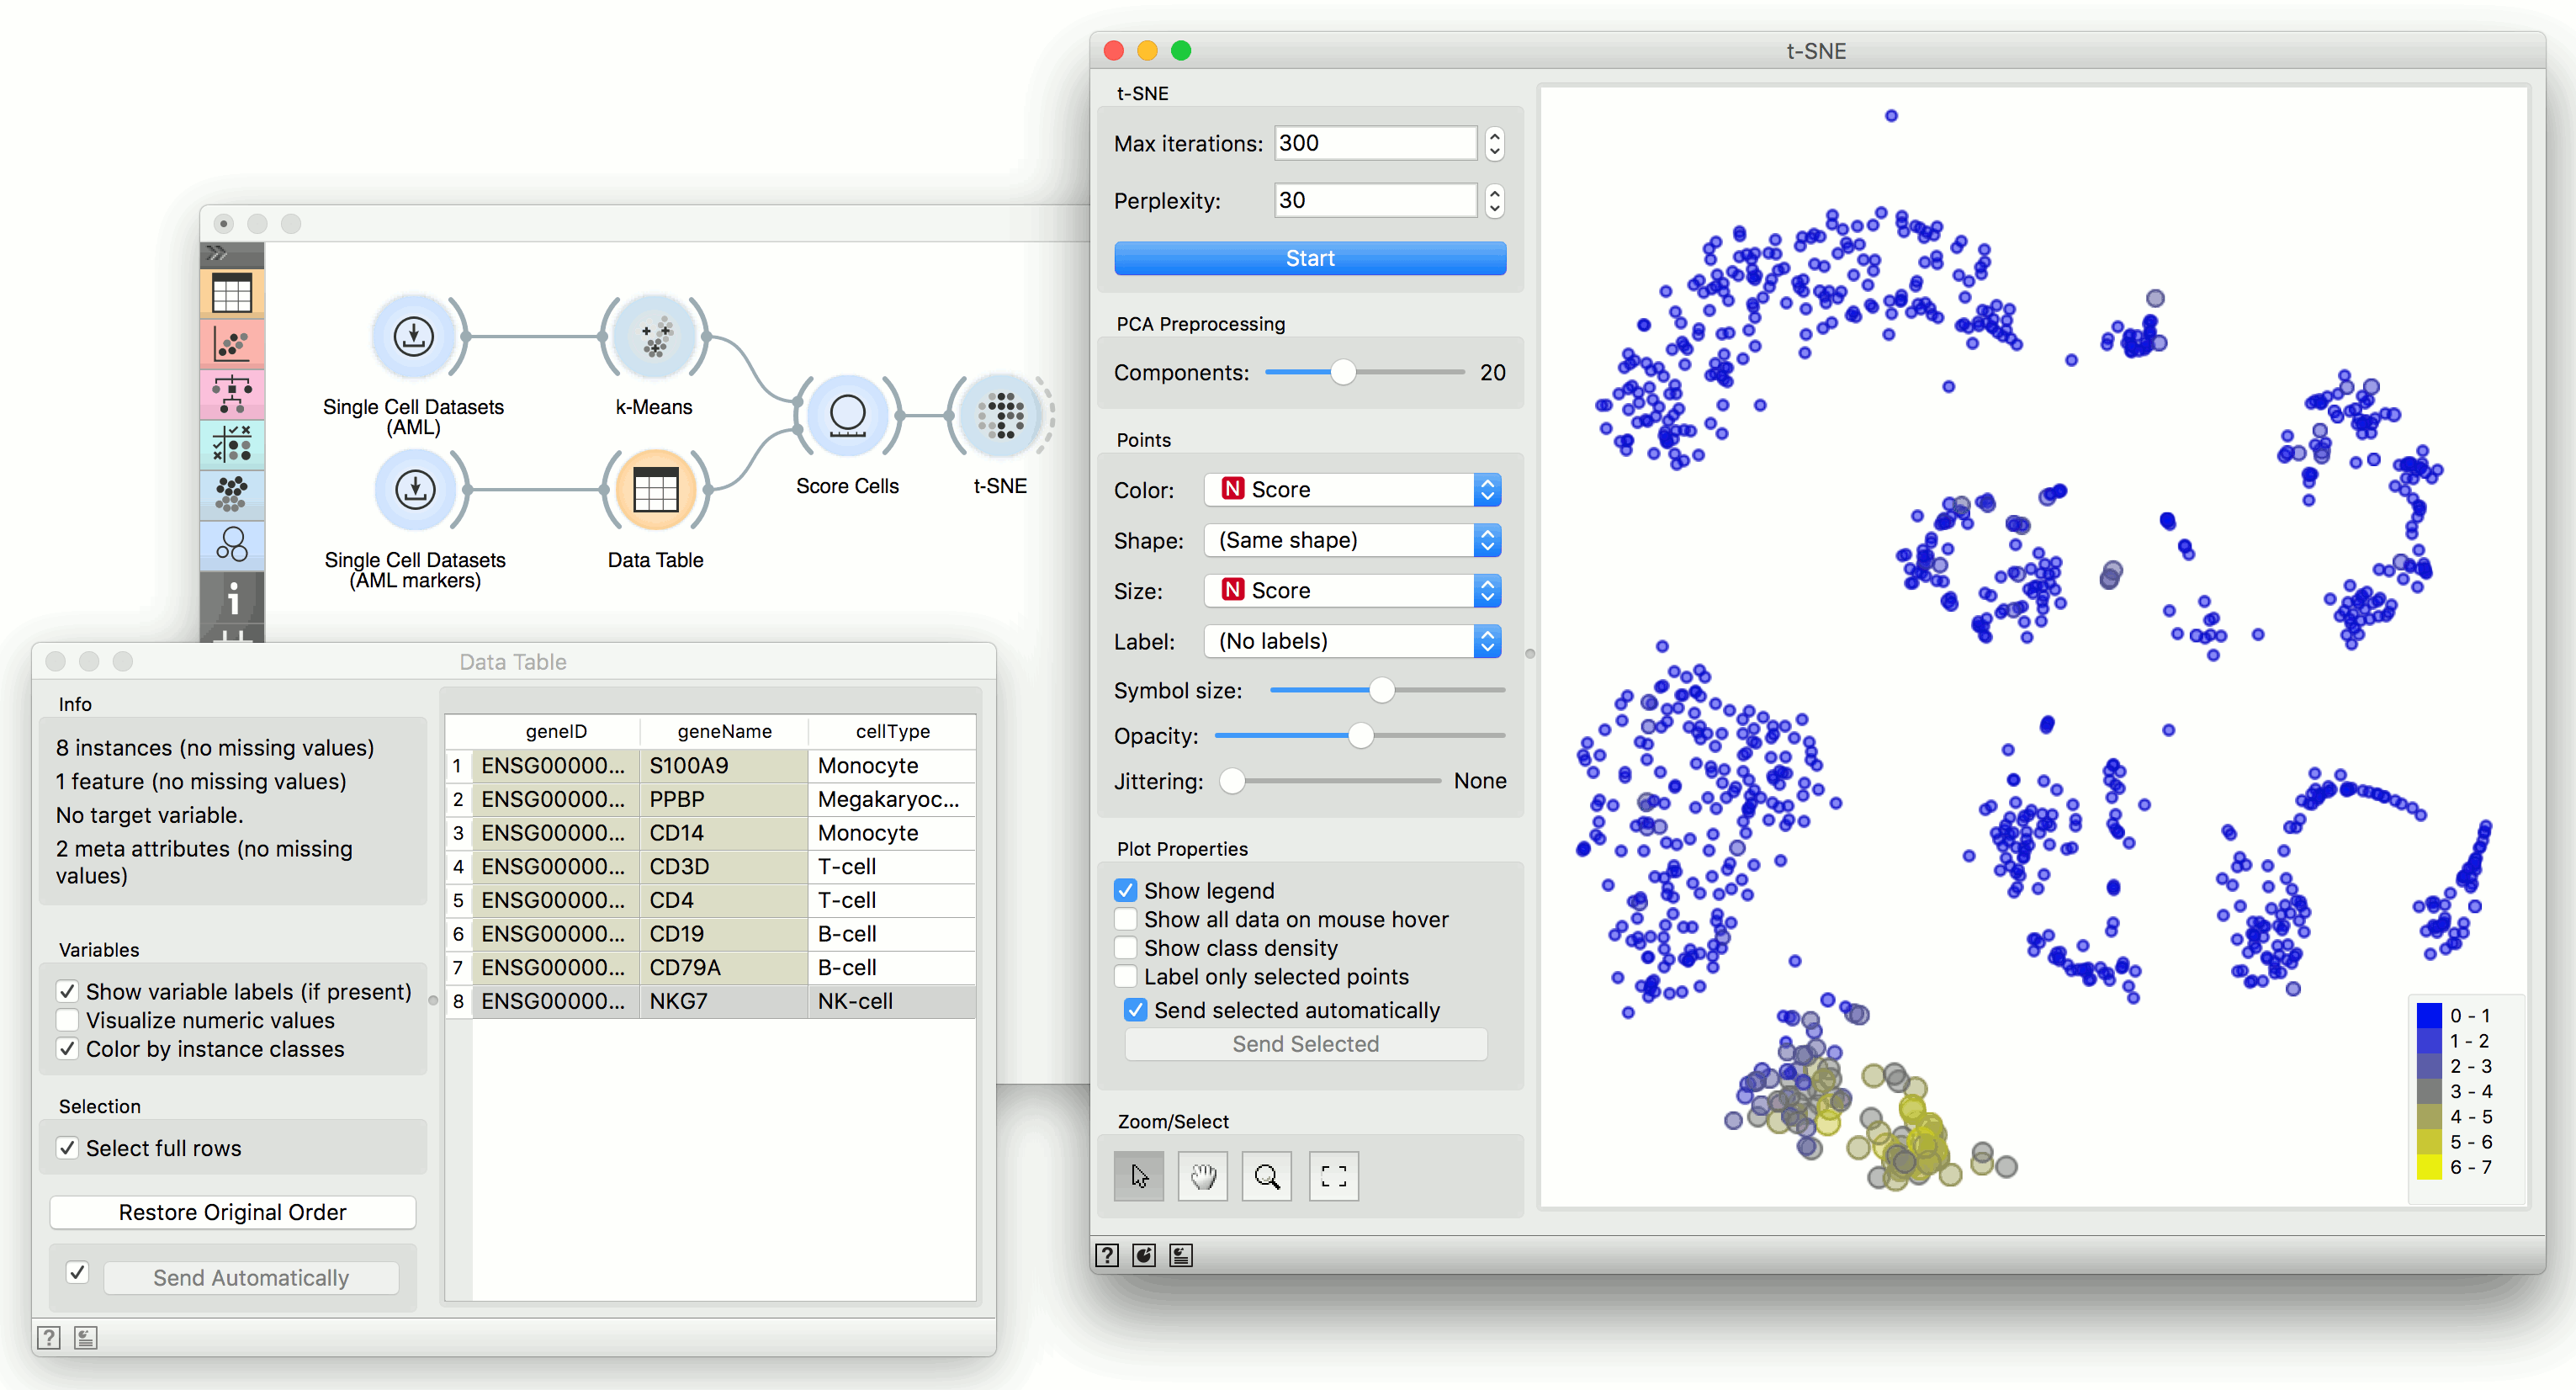 Single Cell Datasets
(AML)
k-Means
Score Cells
t-SNE
Single Cell Datasets
(AML markers)
Data Table
Data Table
Info
8 instances (no missing values)
1 feature (no missing values)
No target variable.
2 meta attributes (no missing
values)
Variables
Show variable labels (if present)
Visualize numeric values
Color by instance classes
Selection
Select full rows
Restore Original Order
Send Automatically
?
geneID geneName cellType
1 ENSG00000... S100A9 Monocyte
2 ENSG00000... PPBP Megakaryoc...
3 ENSG00000... CD14 Monocyte
4 ENSG00000... CD3D T-cell
5 ENSG00000... CD4 T-cell
6 ENSG00000... CD19 B-cell
7 ENSG00000... CD79A B-cell
8 ENSG00000... NKG7 NK-cell
t-SNE
t-SNE
Max iterations: 300
Perplexity: 30
Start
PCA Preprocessing
Components: 20
Points
Color: N Score
Shape: (Same shape)
Size: N Score
Label: (No labels)
Symbol size:
Opacity:
Jittering: None
Plot Properties
Show legend
Show all data on mouse hover
Show class density
Label only selected points
Send selected automatically
Send Selected
Zoom/Select
?
0 - 1
1 - 2
2 - 3
3 - 4
4 - 5
5 - 6
6 - 7